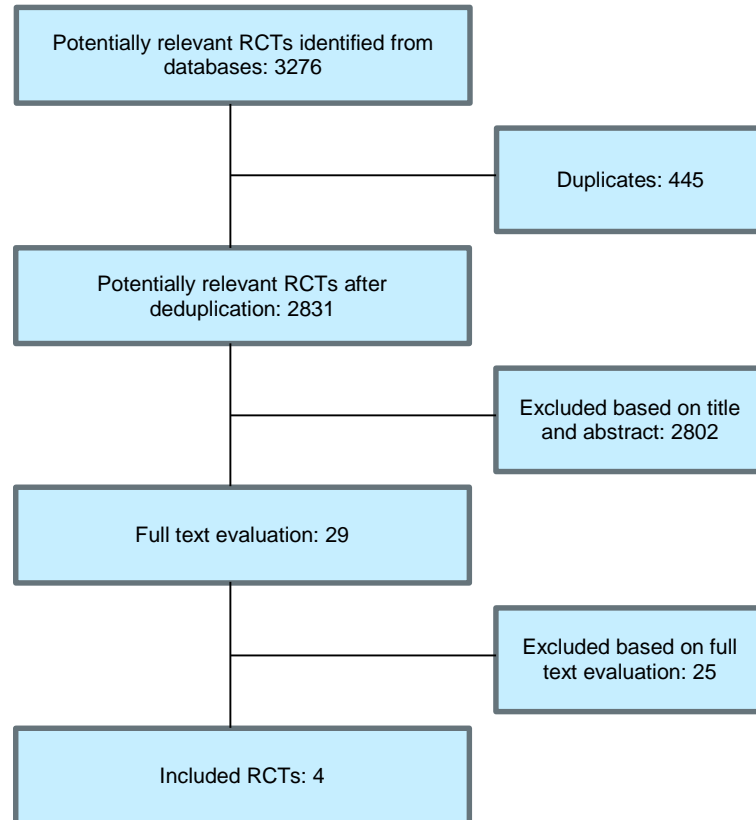 Potentially relevant RCTs identified from
databases: 3276
Duplicates: 445
Potentially relevant RCTs after
deduplication: 2831
Excluded based on title
and abstract: 2802
Full text evaluation: 29
Excluded based on full
text evaluation: 25
Included RCTs: 4